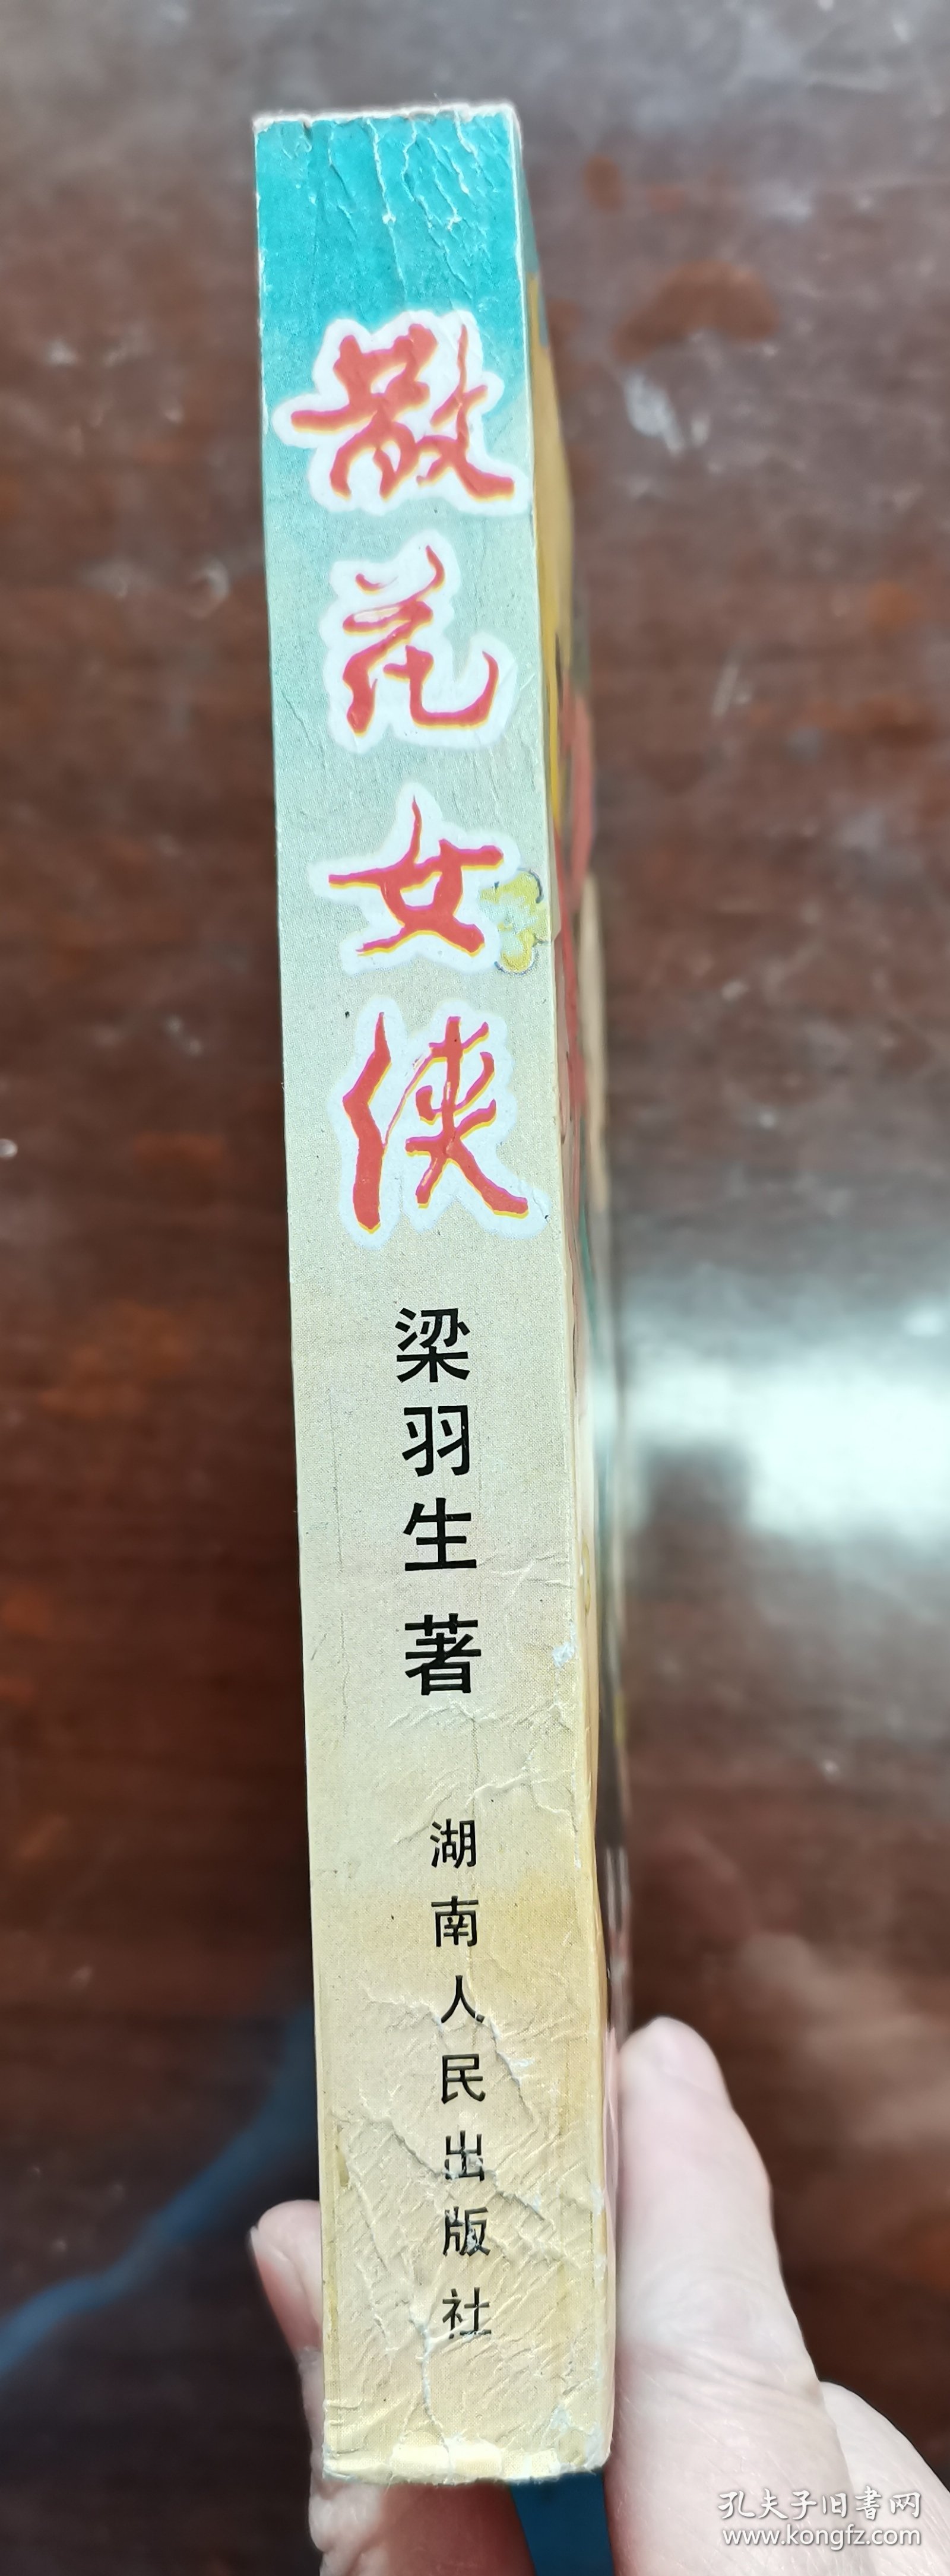 散花女侠
梁羽生 著
湖南人民出版社
孔夫子旧書网
www.kongfz.com